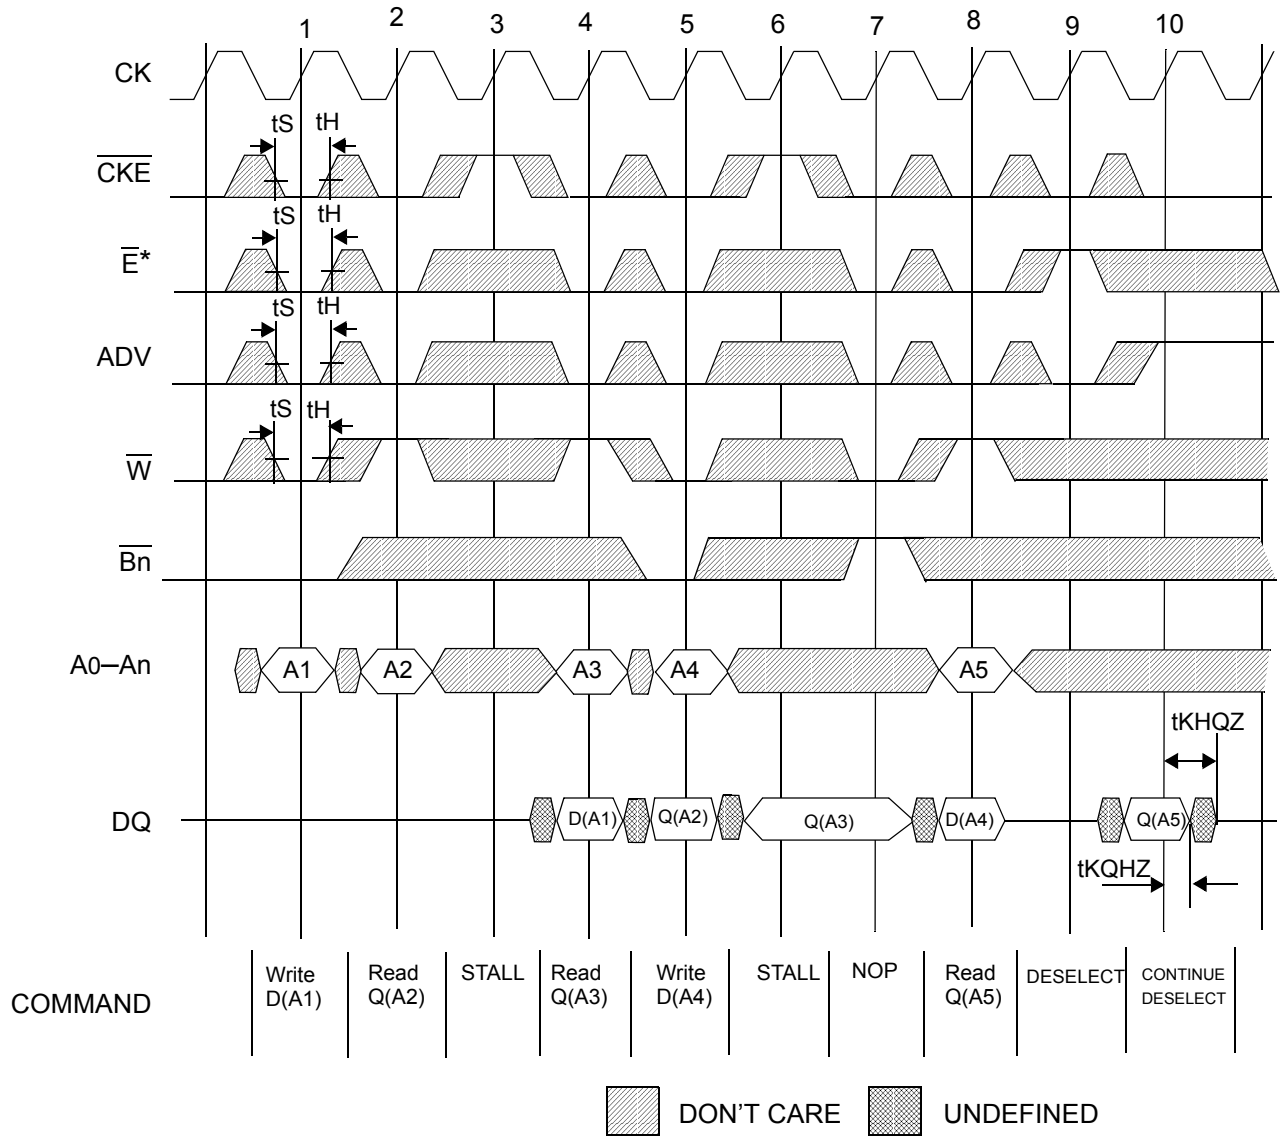 1 2 3 4 5 6 7 8 9 10
CK
tS tH
CKE
tS tH
E*
tS tH
ADV
tS tH
W
Bn
A0–An A1 A2 A3 A4 A5
tKHQZ
DQ D(A1) Q(A2) Q(A3) D(A4) Q(A5)
tKQHZ
COMMAND
Write
D(A1)
Read
Q(A2)
STALL
Read
Q(A3)
Write
D(A4)
STALL
NOP
Read
Q(A5)
DESELECT
CONTINUE
DESELECT
DON'T CARE
UNDEFINED